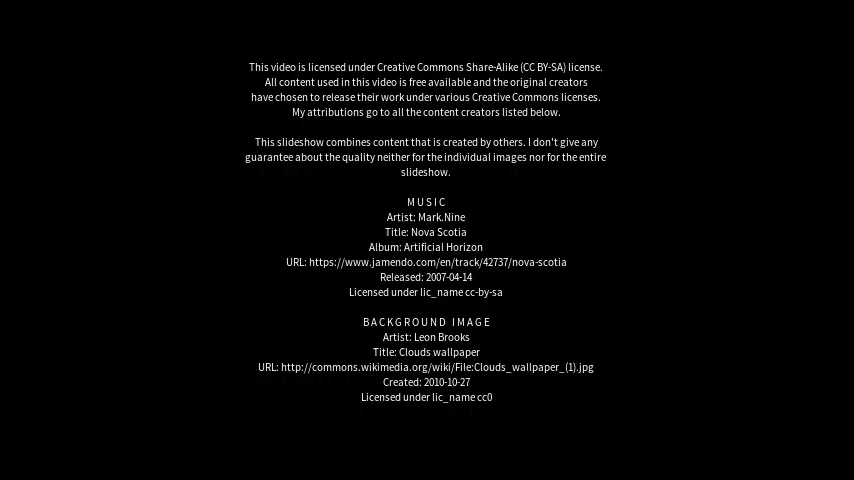 This video is licensed under Creative Commons Share-Alike (CC BY-SA) license.
All content used in this video is free available and the original creators
have chosen to release their work under various Creative Commons licenses.
My attributions go to all the content creators listed below.
This slideshow combines content that is created by others. I don't give any
guarantee about the quality neither for the individual images nor for the entire
slideshow.
MUSIC
Artist: Mark.Nine
Title: Nova Scotia
Album: Artificial Horizon
URL: https://www.jamendo.com/en/track/42737/nova-scotia
Released: 2007-04-14
Licensed under lic_name cc-by-sa
BACKGROUND IMAGE
Artist: Leon Brooks
Title: Clouds wallpaper
URL: http://commons.wikimedia.org/wiki/File:Clouds_wallpaper_(1).jpg
Created: 2010-10-27
Licensed under lic_name cc0